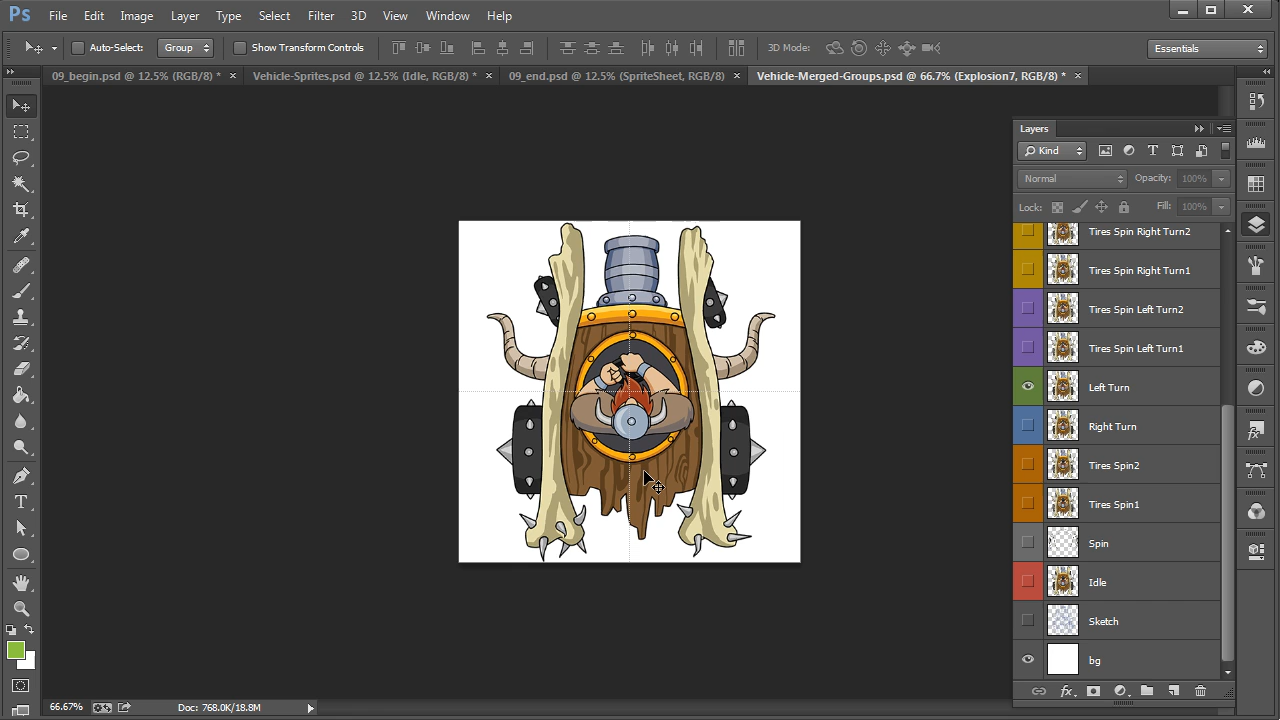 Ps File Edit Image Layer Type Select Filter 3D View Window Help
Auto-Select: Group Show Transform Controls 3D Mode: Essentials
09_begin.psd @ 12.5% (RGB/8) * × Vehicle-Sprites.psd @ 12.5% (Idle, RGB/8) * × 09_end.psd @ 12.5% (SpriteSheet, RGB/8) × Vehicle-Merged-Groups.psd @ 66.7% (Explosion7, RGB/8) * ×
Layers
Kind
Normal Opacity: 100%
Lock: Fill: 100%
Tires Spin Right Turn2
Tires Spin Right Turn1
Tires Spin Left Turn2
Tires Spin Left Turn1
Left Turn
Right Turn
Tires Spin2
Tires Spin1
Spin
Idle
Sketch
bg
66.67% Doc: 768.0K/18.8M